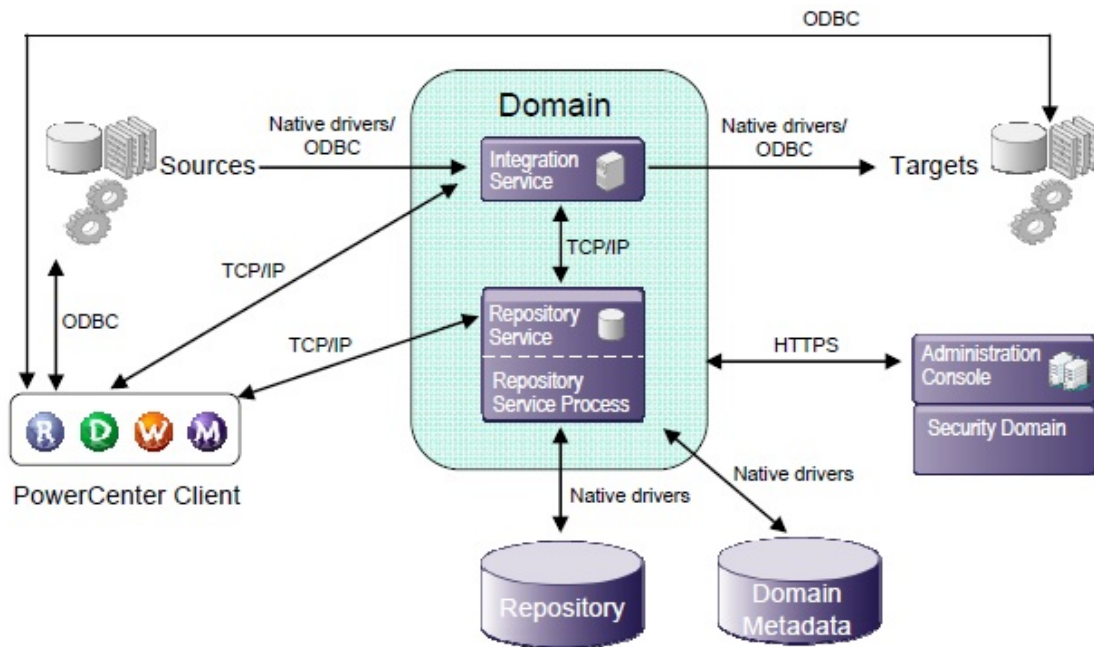 ODBC
Domain
Native drivers/
ODBC
Native drivers/
ODBC
Sources
Integration
Service
Targets
TCP/IP
TCP/IP
ODBC
TCP/IP
Repository
Service
Repository
Service Process
HTTPS
Administration
Console
Security Domain
R D W M
PowerCenter Client
Native drivers
Native drivers
Repository
Domain
Metadata